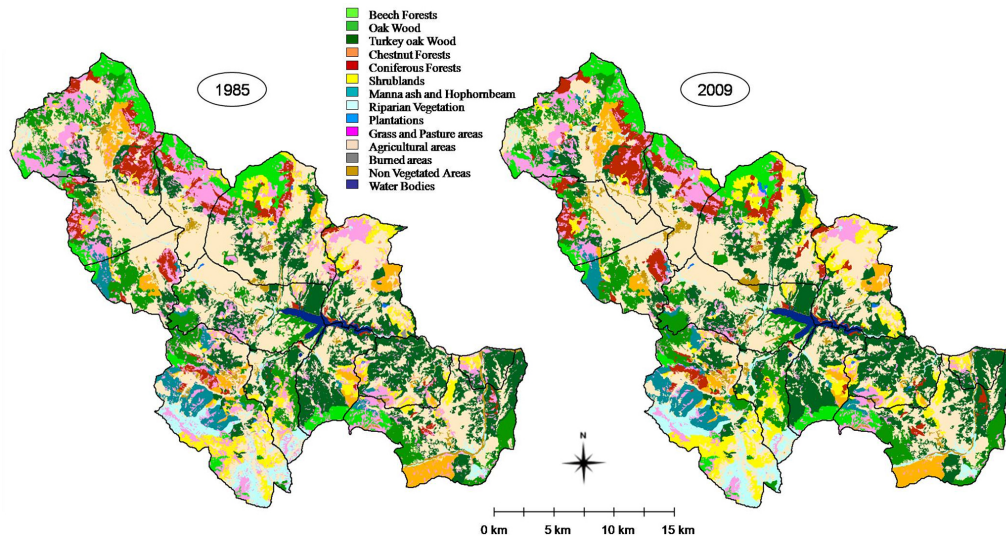 Beech Forests
Oak Wood
Turkey oak Wood
Chestnut Forests
Coniferous Forests
Shrublands
Manna ash and Hophornbeam
Riparian Vegetation
Plantations
Grass and Pasture areas
Agricultural areas
Burned areas
Non Vegetated Areas
Water Bodies
1985
2009
N
0 km 5 km 10 km 15 km